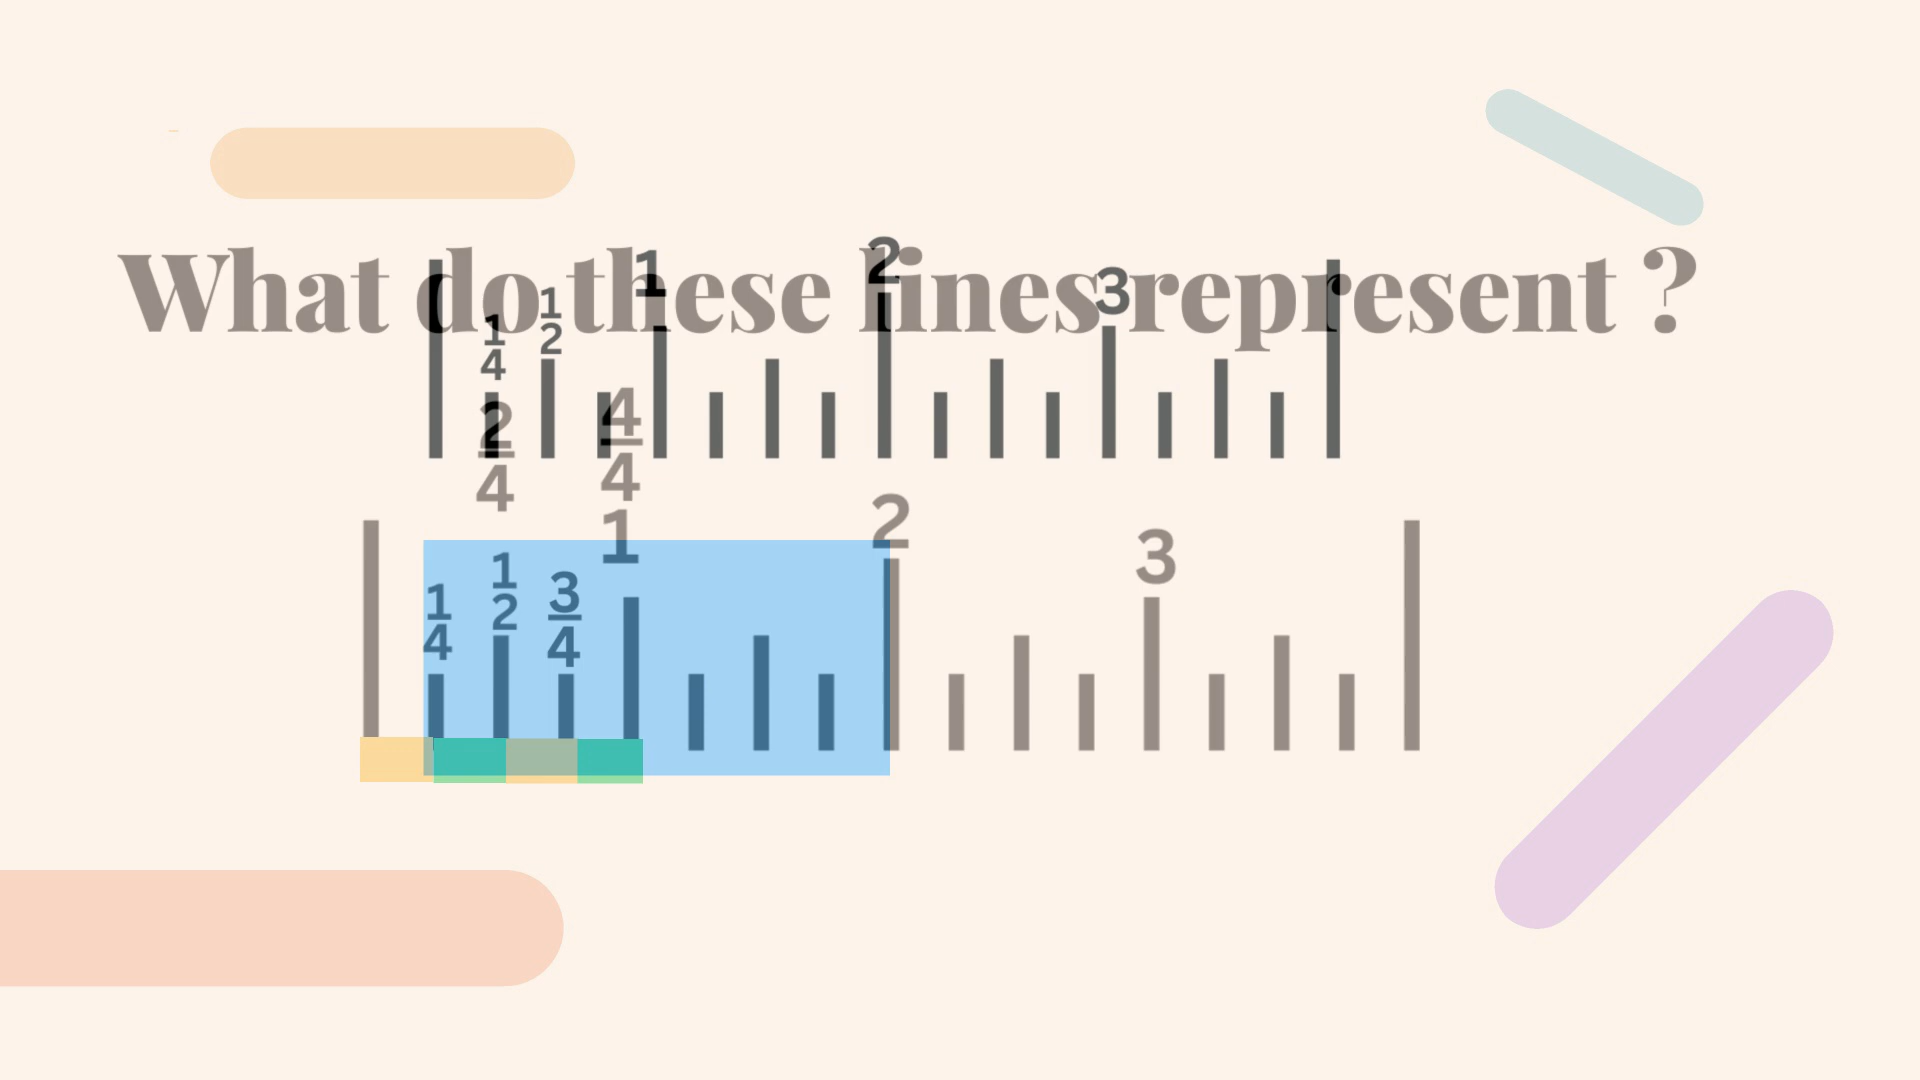 What do these lines represent ?
1 2 3
1/4 1/2
2/4 4/4
1 2 3
1/4 1/2 3/4